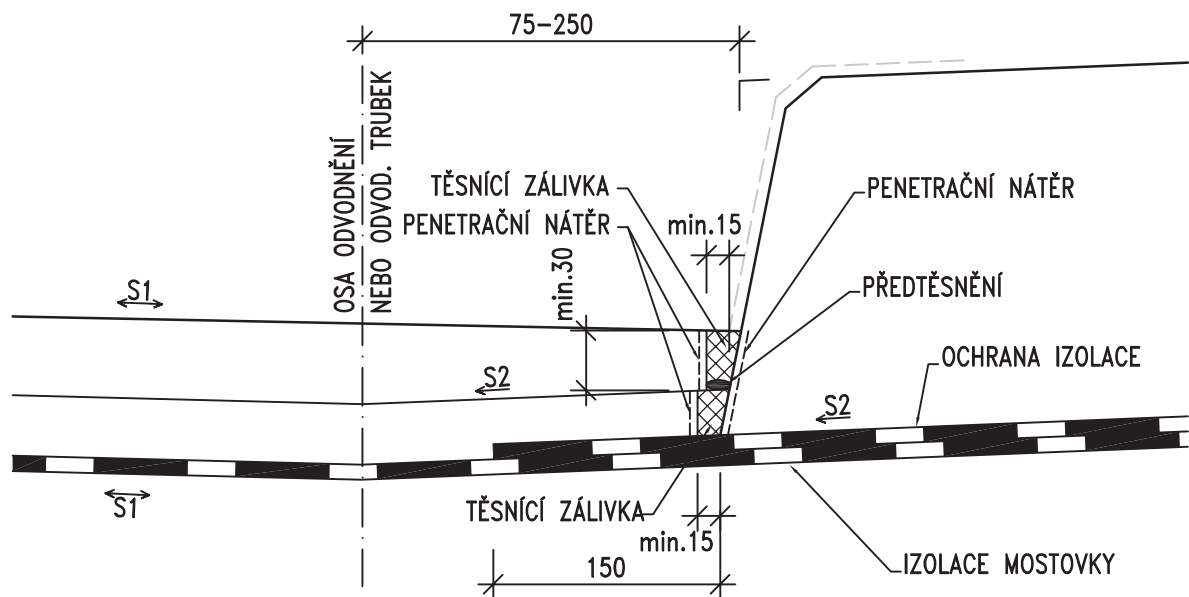 75-250
OSA ODVODNĚNÍ
NEBO ODVOD. TRUBEK
TĚSNÍCÍ ZÁLIVKA
PENETRAČNÍ NÁTĚR
PENETRAČNÍ NÁTĚR
min.15
min.30
PŘEDTĚSNĚNÍ
S1
S2
OCHRANA IZOLACE
S2
S1
TĚSNÍCÍ ZÁLIVKA
min.15
150
IZOLACE MOSTOVKY